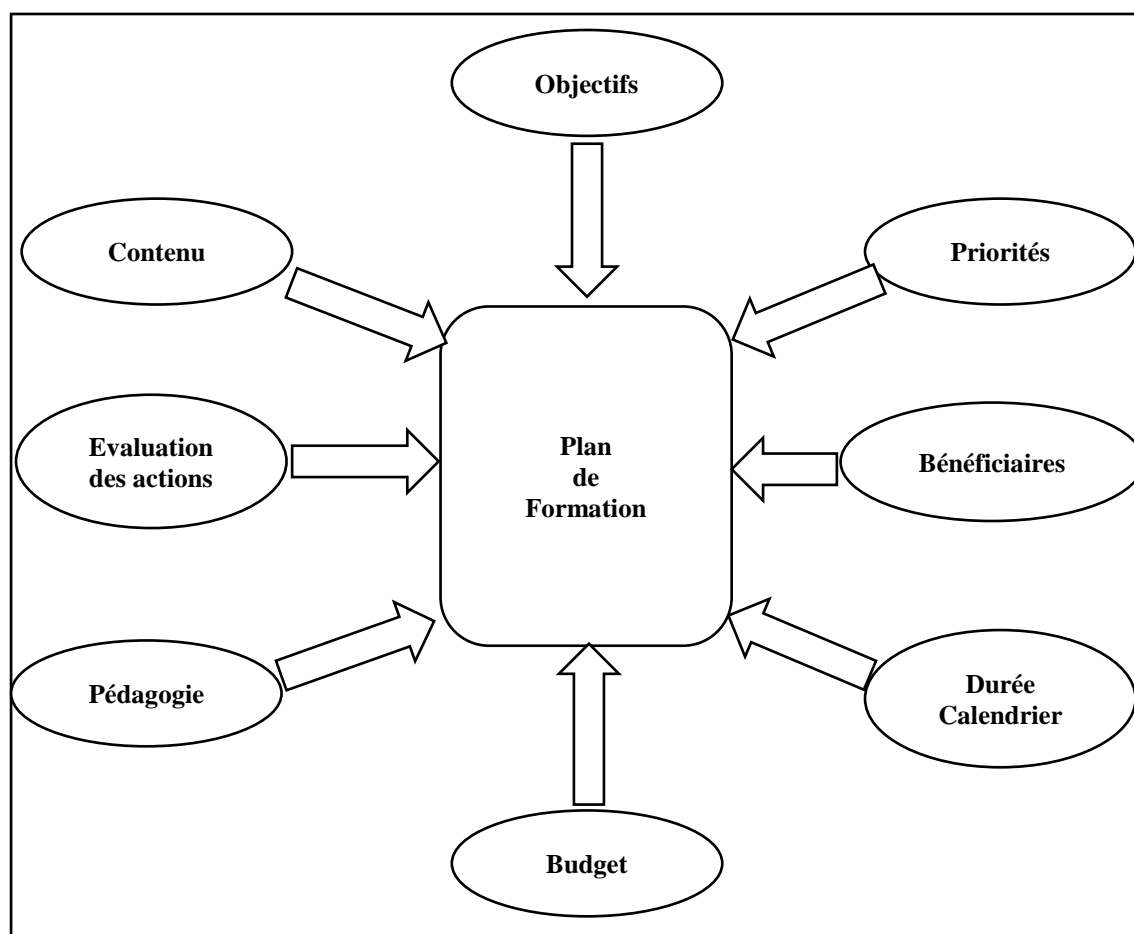 Objectifs
Contenu
Priorités
Evaluation
des actions
Plan
de
Formation
Bénéficiaires
Pédagogie
Durée
Calendrier
Budget